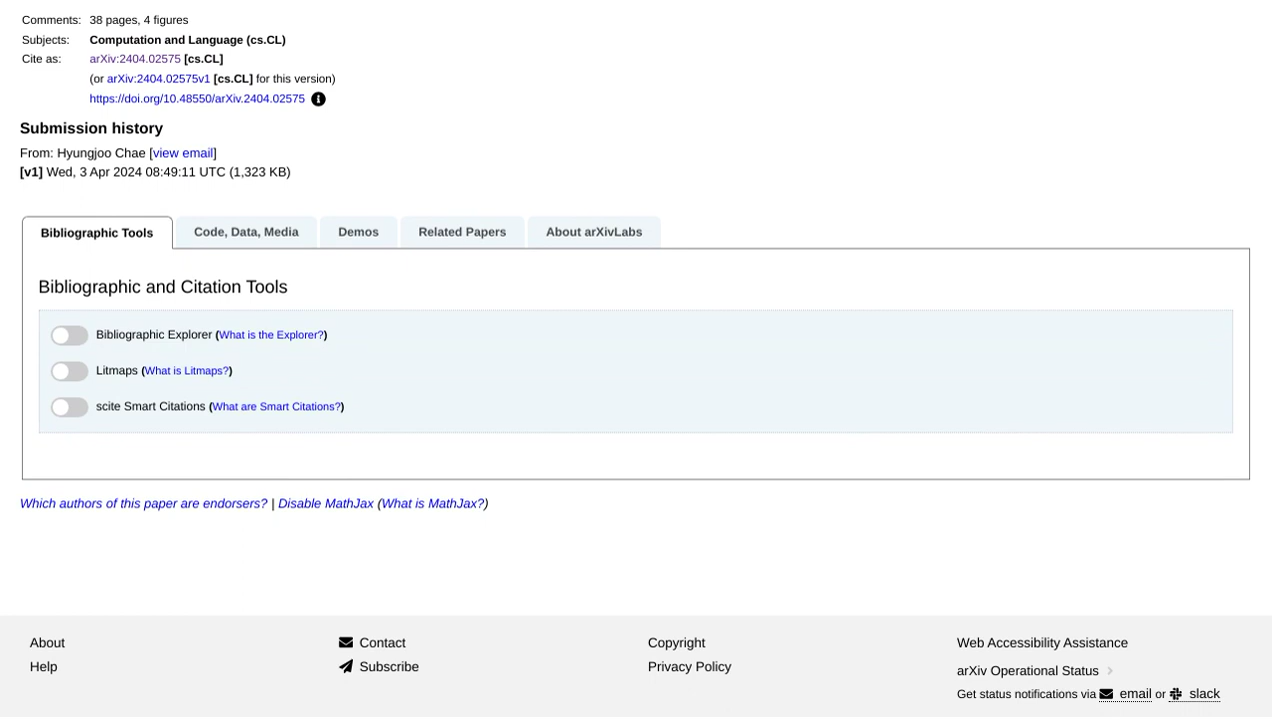 Comments: 38 pages, 4 figures
Subjects: Computation and Language (cs.CL)
Cite as: arXiv:2404.02575 [cs.CL]
(or arXiv:2404.02575v1 [cs.CL] for this version)
https://doi.org/10.48550/arXiv.2404.02575
Submission history
From: Hyungjoo Chae [view email]
[v1] Wed, 3 Apr 2024 08:49:11 UTC (1,323 KB)
Bibliographic Tools Code, Data, Media Demos Related Papers About arXivLabs
Bibliographic and Citation Tools
Bibliographic Explorer (What is the Explorer?)
Litmaps (What is Litmaps?)
scite Smart Citations (What are Smart Citations?)
Which authors of this paper are endorsers? | Disable MathJax (What is MathJax?)
About
Help
Contact
Subscribe
Copyright
Privacy Policy
Web Accessibility Assistance
arXiv Operational Status
Get status notifications via email or slack